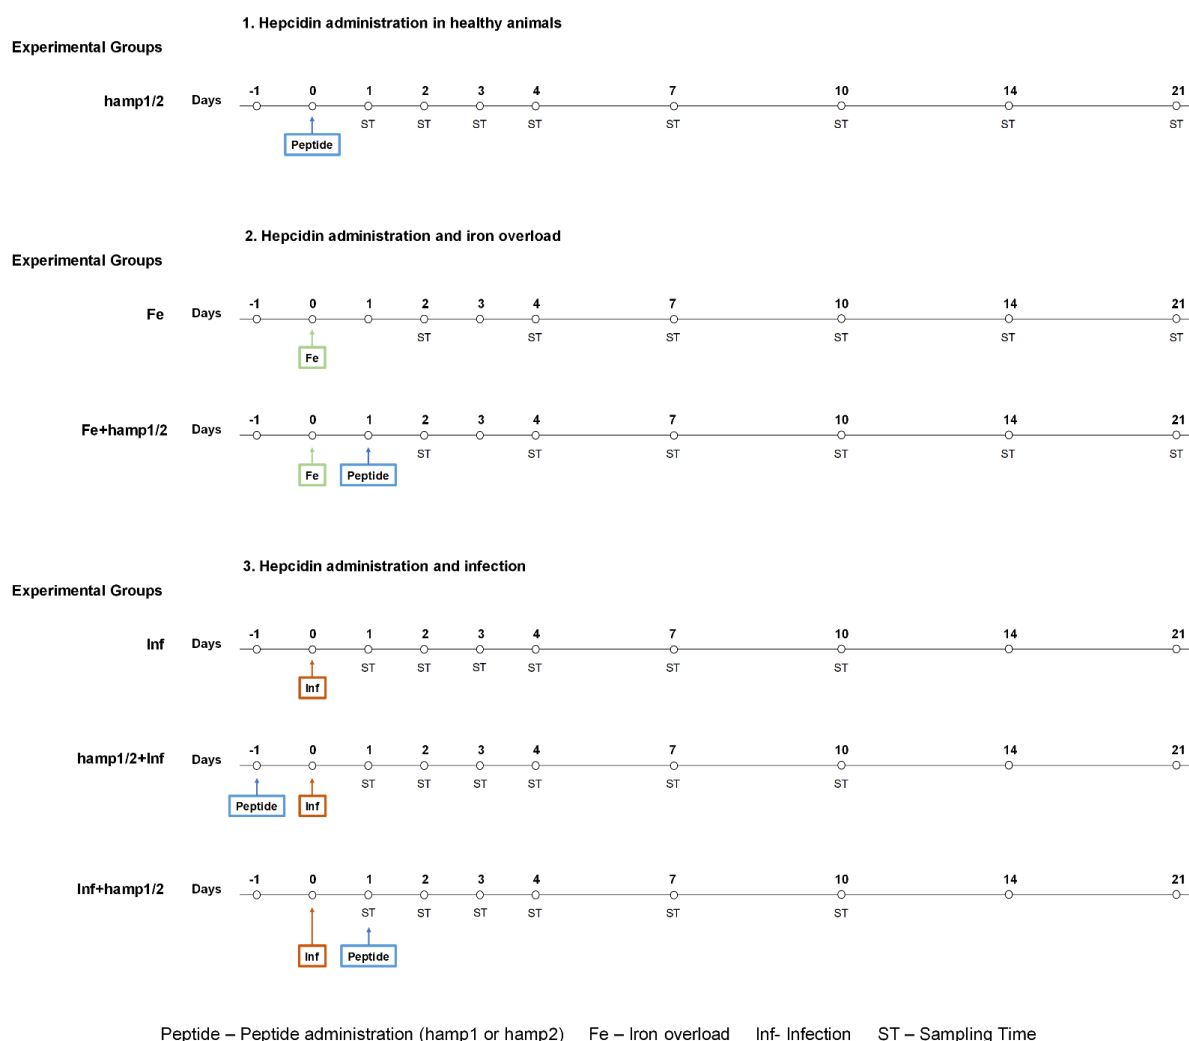 1. Hepcidin administration in healthy animals
Experimental Groups
hamp1/2 Days -1 0 1 2 3 4 7 10 14 21
ST ST ST ST ST ST ST ST
Peptide
2. Hepcidin administration and iron overload
Experimental Groups
Fe Days -1 0 1 2 3 4 7 10 14 21
ST ST ST ST ST ST
Fe
Fe+hamp1/2 Days -1 0 1 2 3 4 7 10 14 21
ST ST ST ST ST ST
Fe Peptide
3. Hepcidin administration and infection
Experimental Groups
Inf Days -1 0 1 2 3 4 7 10 14 21
ST ST ST ST ST ST
Inf
hamp1/2+Inf Days -1 0 1 2 3 4 7 10 14 21
ST ST ST ST ST ST
Peptide Inf
Inf+hamp1/2 Days -1 0 1 2 3 4 7 10 14 21
ST ST ST ST ST ST
Inf Peptide
Peptide – Peptide administration (hamp1 or hamp2) Fe – Iron overload Inf- Infection ST – Sampling Time